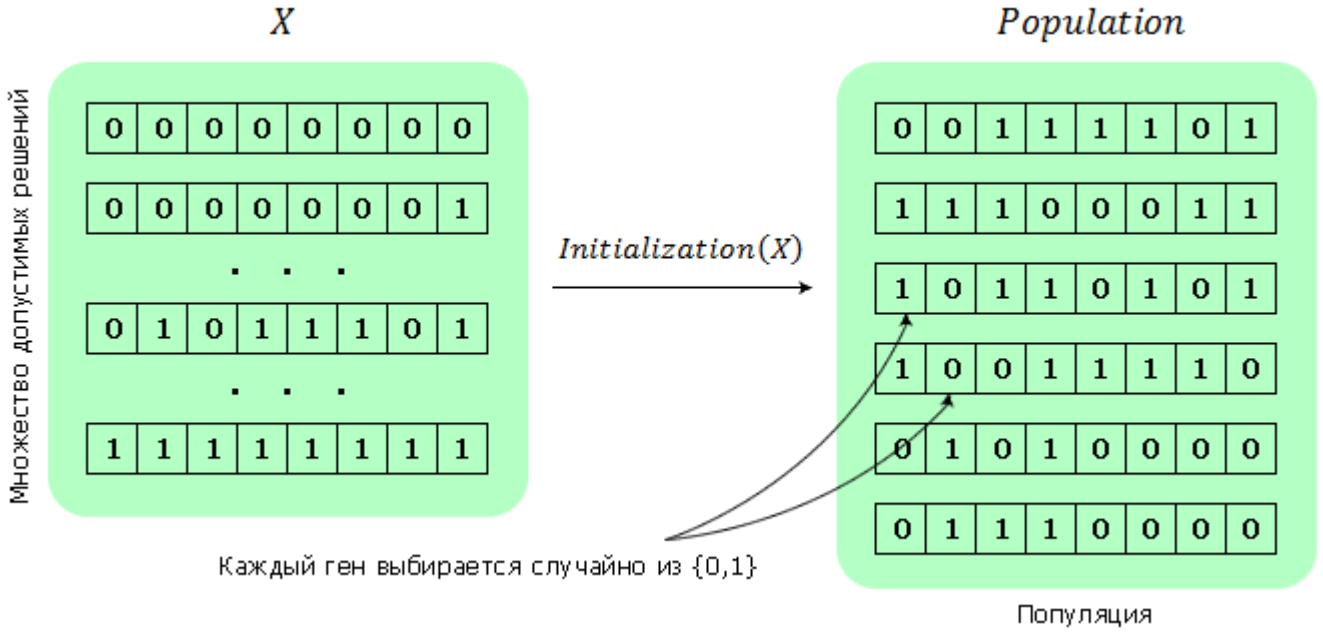 X
Population
Множество допустимых решений
0 0 0 0 0 0 0 0
0 0 0 0 0 0 0 1
. . .
0 1 0 1 1 1 0 1
. . .
1 1 1 1 1 1 1 1
Initialization(X)
0 0 1 1 1 1 0 1
1 1 1 0 0 0 1 1
1 0 1 1 0 1 0 1
1 0 0 1 1 1 1 0
0 1 0 1 0 0 0 0
0 1 1 1 0 0 0 0
Каждый ген выбирается случайно из {0,1}
Популяция